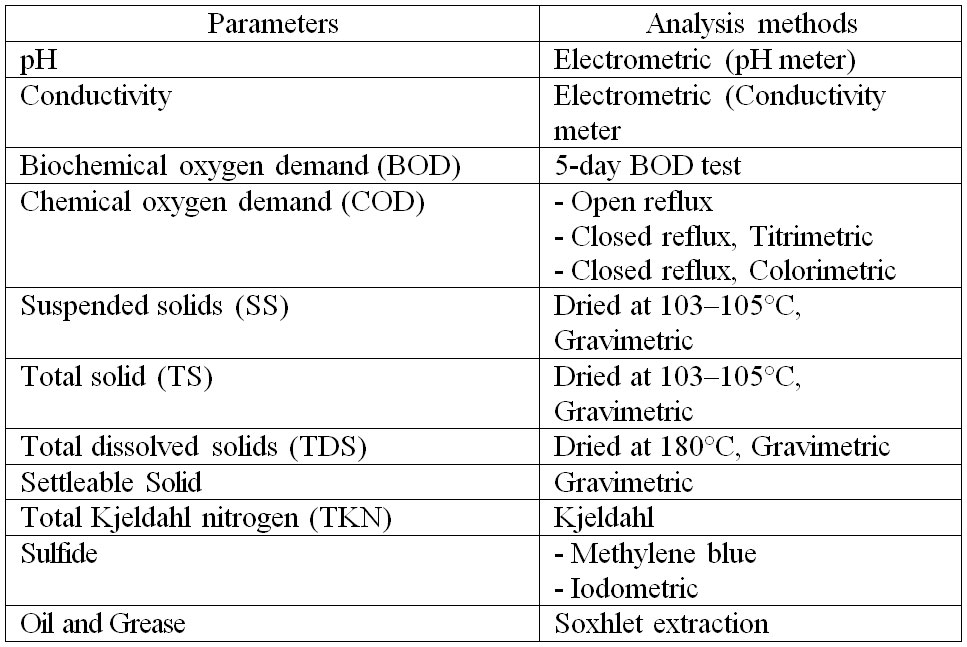 Parameters Analysis methods
pH Electrometric (pH meter)
Conductivity Electrometric (Conductivity
meter
Biochemical oxygen demand (BOD) 5-day BOD test
Chemical oxygen demand (COD) - Open reflux
- Closed reflux, Titrimetric
- Closed reflux, Colorimetric
Suspended solids (SS) Dried at 103–105°C,
Gravimetric
Total solid (TS) Dried at 103–105°C,
Gravimetric
Total dissolved solids (TDS) Dried at 180°C, Gravimetric
Settleable Solid Gravimetric
Total Kjeldahl nitrogen (TKN) Kjeldahl
Sulfide - Methylene blue
- Iodometric
Oil and Grease Soxhlet extraction